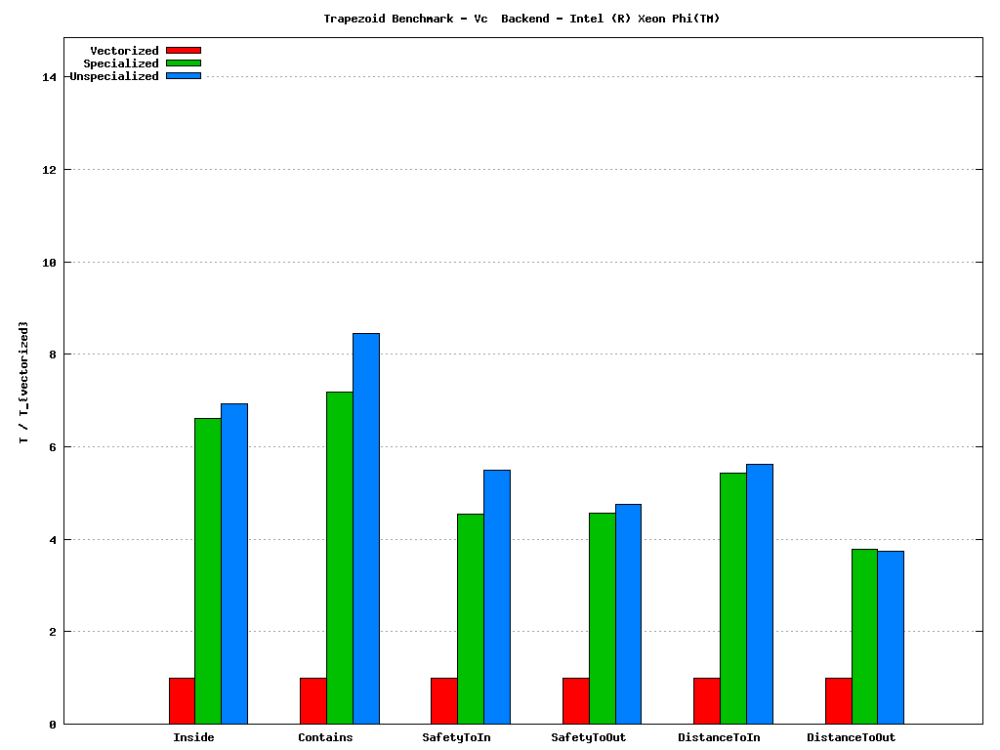 Trapezoid Benchmark - Vc  Backend - Intel (R) Xeon Phi(TM)
Vectorized
Specialized
Unspecialized
14
12
10
8
6
4
2
0
T / T_{vectorized}
Inside
Contains
SafetyToIn
SafetyToOut
DistanceToIn
DistanceToOut